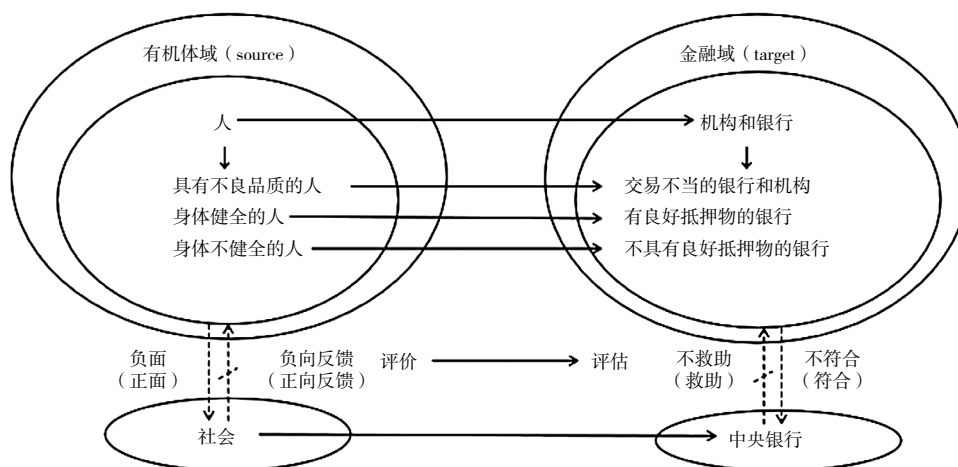 有机体域（source）
金融域（target）
人
机构和银行
具有不良品质的人
交易不当的银行和机构
身体健全的人
有良好抵押物的银行
身体不健全的人
不具有良好抵押物的银行
负面
（正面）
负向反馈
（正向反馈）
评价
评估
不救助
（救助）
不符合
（符合）
社会
中央银行